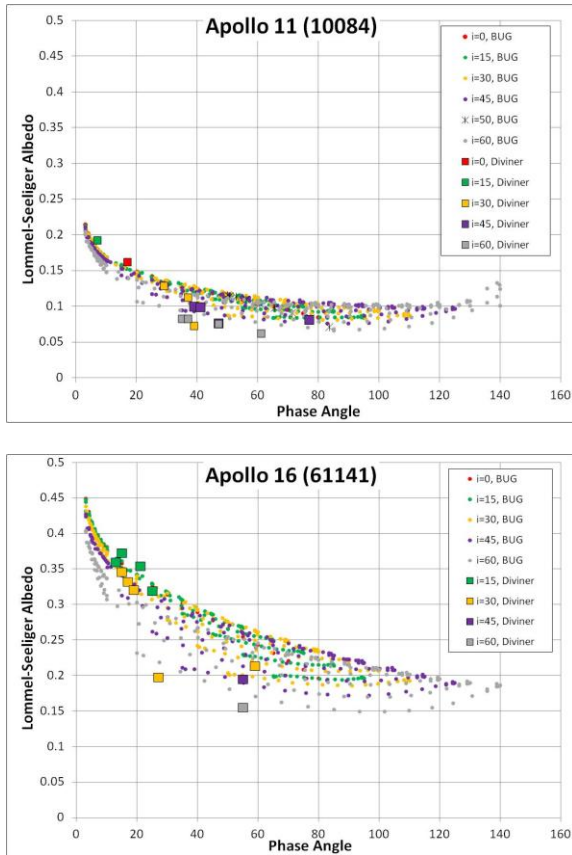 Apollo 11 (10084)
Lommel-Seeliger Albedo
0.5
0.45
0.4
0.35
0.3
0.25
0.2
0.15
0.1
0.05
0
i=0, BUG
i=15, BUG
i=30, BUG
i=45, BUG
i=50, BUG
i=60, BUG
i=0, Diviner
i=15, Diviner
i=30, Diviner
i=45, Diviner
i=60, Diviner
0 20 40 60 80 100 120 140 160
Phase Angle
Apollo 16 (61141)
Lommel-Seeliger Albedo
0.5
0.45
0.4
0.35
0.3
0.25
0.2
0.15
0.1
0.05
0
i=0, BUG
i=15, BUG
i=30, BUG
i=45, BUG
i=60, BUG
i=15, Diviner
i=30, Diviner
i=45, Diviner
i=60, Diviner
0 20 40 60 80 100 120 140 160
Phase Angle